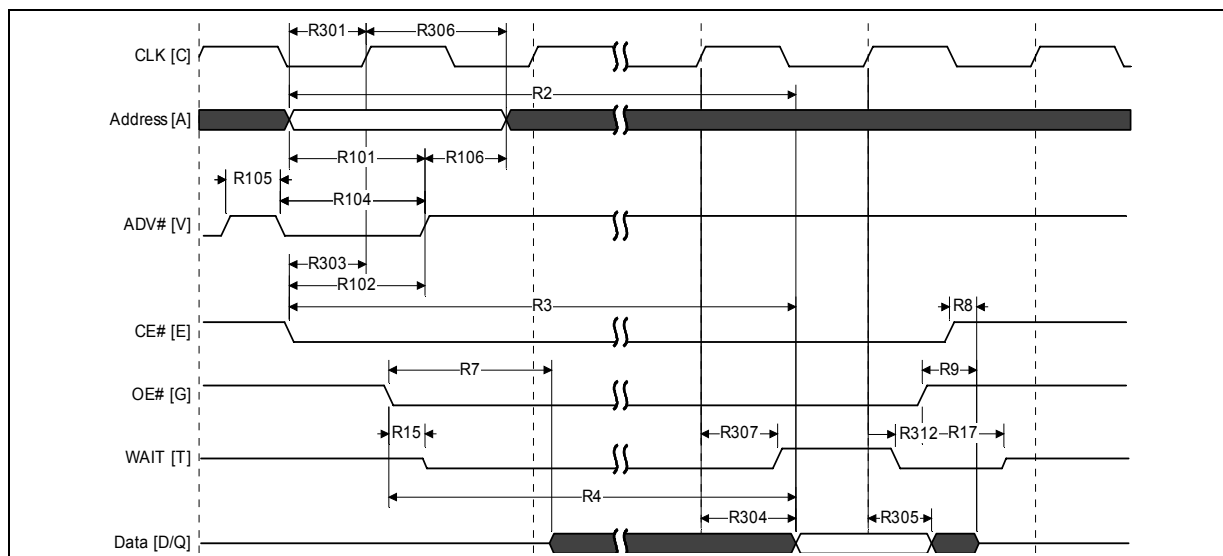 R301 R306
CLK [C]
R2
Address [A]
R101 R106
R105
R104
ADV# [V]
R303
R102
R3
R8
CE# [E]
R7
R9
OE# [G]
R15 R307 R312 R17
WAIT [T]
R4
R304 R305
Data [D/Q]